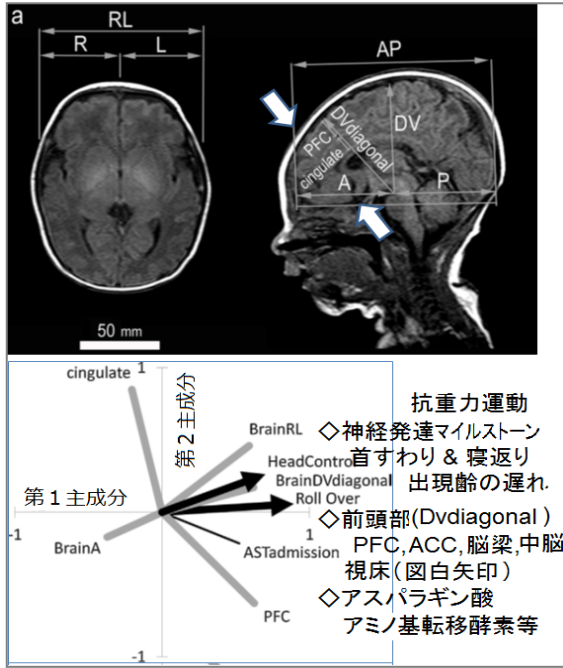 a
RL
R
L
AP
DVdiagonal
DV
PFC
cingulate
A
P
50 mm
1
cingulate
第２主成分
BrainRL
HeadControl
BrainDVdiagonal
Roll Over
第１主成分
-1
1
BrainA
ASTadmission
PFC
-1
抗重力運動
◇神経発達マイルストーン
首すわり & 寝返り
出現齢の遅れ
◇前頭部(Dvdiagonal )
PFC,ACC,脳梁,中脳
視床(図白矢印)
◇アスパラギン酸
アミノ基転移酵素等